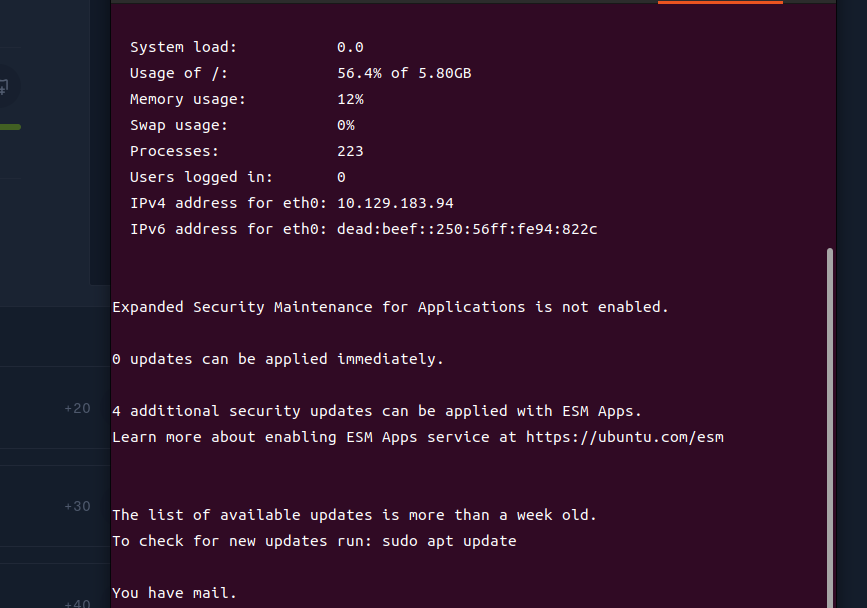 System load: 0.0
Usage of /: 56.4% of 5.80GB
Memory usage: 12%
Swap usage: 0%
Processes: 223
Users logged in: 0
IPv4 address for eth0: 10.129.183.94
IPv6 address for eth0: dead:beef::250:56ff:fe94:822c
Expanded Security Maintenance for Applications is not enabled.
0 updates can be applied immediately.
+20
4 additional security updates can be applied with ESM Apps.
Learn more about enabling ESM Apps service at https://ubuntu.com/esm
+30
The list of available updates is more than a week old.
To check for new updates run: sudo apt update
You have mail.
+40